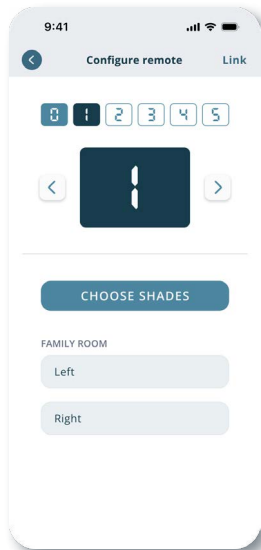 9:41
Configure remote Link
0 1 2 3 4 5
1
CHOOSE SHADES
FAMILY ROOM
Left
Right